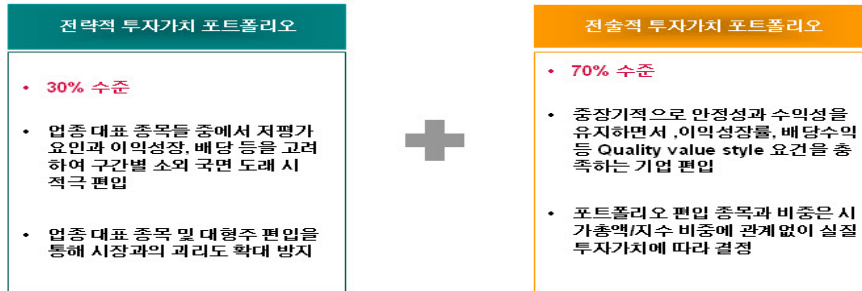 전략적 투자가치 포트폴리오
• 30% 수준
• 업종 대표 종목들 중에서 저평가
요인과 이익성장, 배당 등을 고려
하여 구간별 소외 국면 도래 시
적극 편입
• 업종 대표 종목 및 대형주 편입을
통해 시장과의 괴리도 확대 방지
전술적 투자가치 포트폴리오
• 70% 수준
• 중장기적으로 안정성과 수익성을
유지하면서 ,이익성장률, 배당수익
등 Quality value style 요건을 충
족하는 기업 편입
• 포트폴리오 편입 종목과 비중은 시
가총액/지수 비중에 관계없이 실질
투자가치에 따라 결정